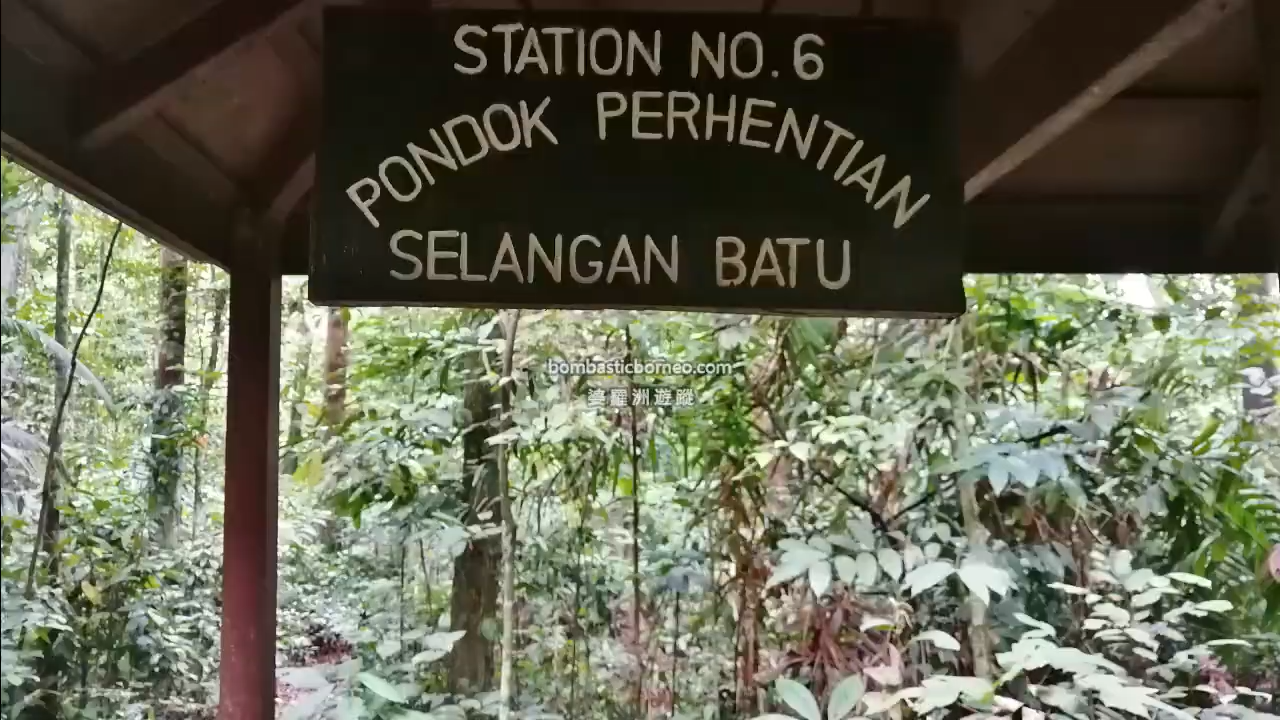 STATION NO. 6
PONDOK PERHENTIAN
SELANGAN BATU
bombasticborneo.com
婆羅洲遊蹤